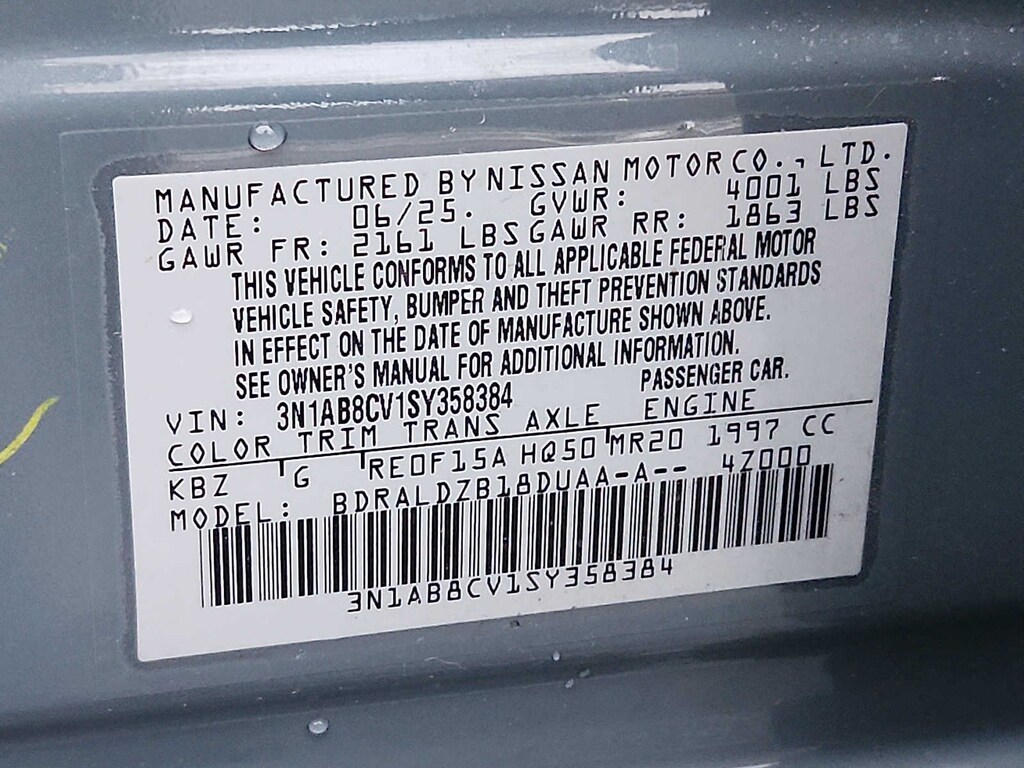 MANUFACTURED BY NISSAN MOTOR CO., LTD.
DATE: 06/25. GVWR: 4001 LBS
GAWR FR: 2161 LBS GAWR RR: 1863 LBS
THIS VEHICLE CONFORMS TO ALL APPLICABLE FEDERAL MOTOR
VEHICLE SAFETY, BUMPER AND THEFT PREVENTION STANDARDS
IN EFFECT ON THE DATE OF MANUFACTURE SHOWN ABOVE.
SEE OWNER'S MANUAL FOR ADDITIONAL INFORMATION.
VIN: 3N1AB8CV1SY358384 PASSENGER CAR.
COLOR TRIM TRANS AXLE ENGINE
KBZ G RE0F15A HQ50 MR20 1997 CC
MODEL: BDRALDZB18DUAA-A-- 4Z000
3N1AB8CV1SY358384